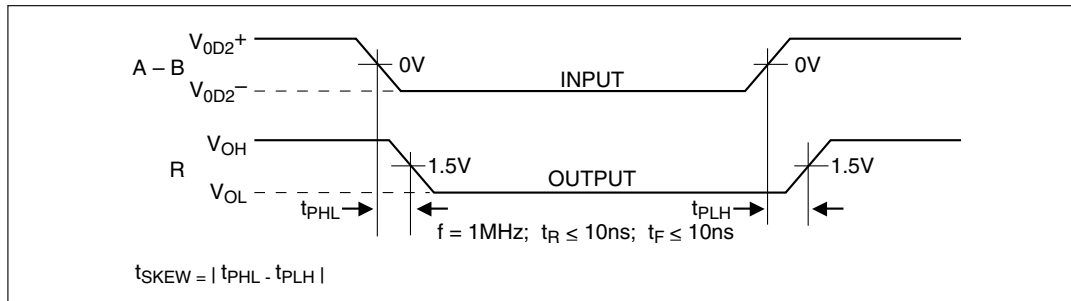 V0D2+
A – B
0V
0V
INPUT
V0D2–
VOH
R
1.5V
1.5V
OUTPUT
VOL
tPHL
tPLH
f = 1MHz; tR ≤ 10ns; tF ≤ 10ns
tSKEW = | tPHL - tPLH |